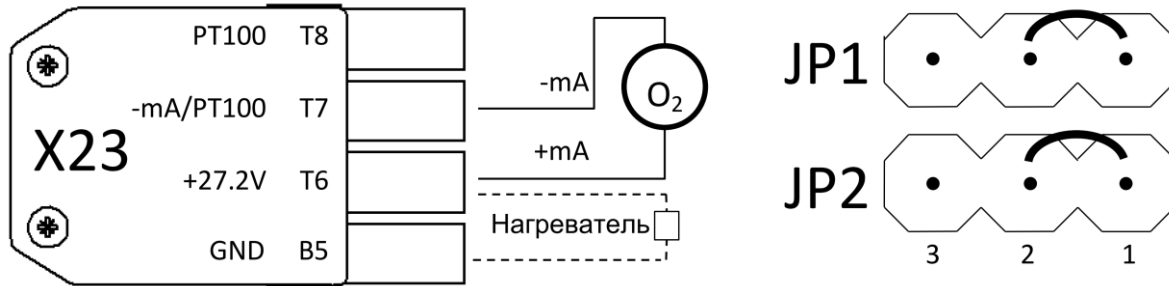 X23
PT100 T8
-mA/PT100 T7
+27.2V T6
GND B5
-mA
+mA
O₂
Нагреватель
JP1
JP2
3 2 1